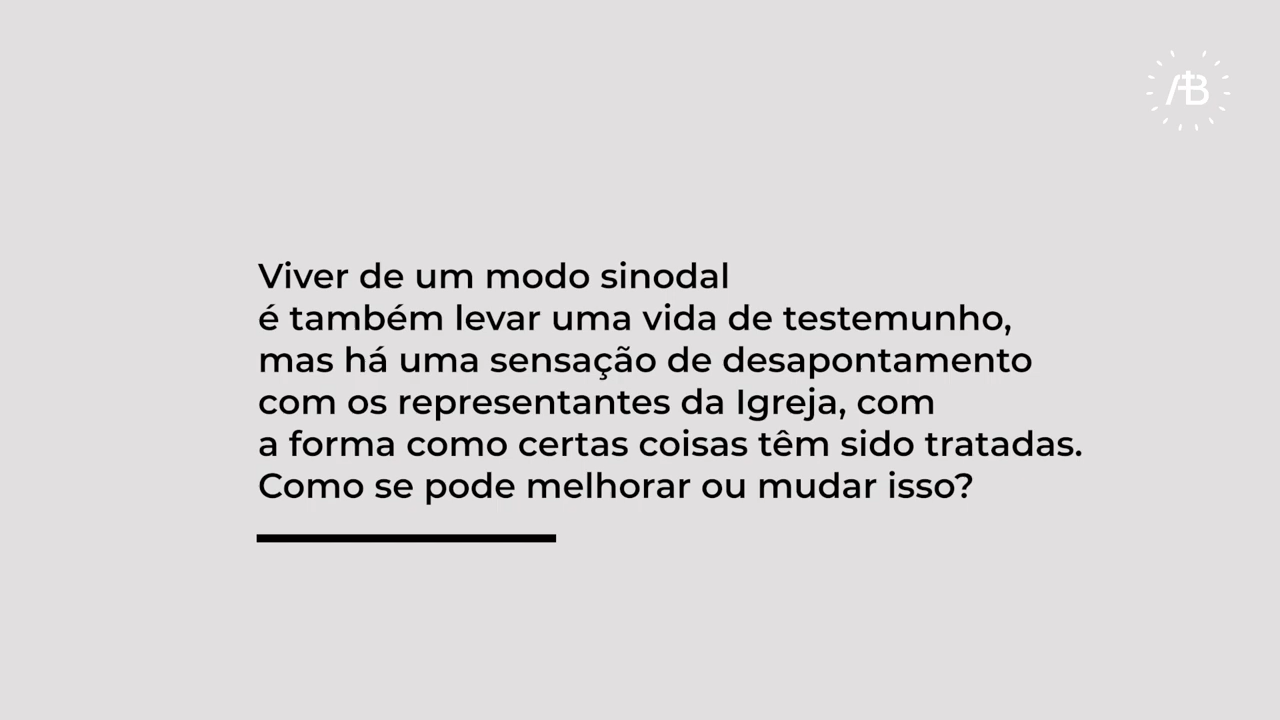 AB
Viver de um modo sinodal
é também levar uma vida de testemunho,
mas há uma sensação de desapontamento
com os representantes da Igreja, com
a forma como certas coisas têm sido tratadas.
Como se pode melhorar ou mudar isso?